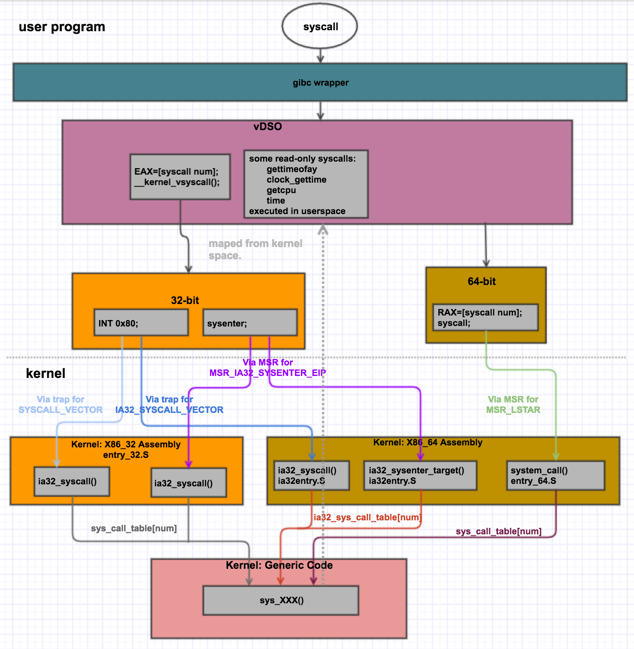 user program
syscall
gibc wrapper
vDSO
EAX=[syscall num];
__kernel_vsyscall();
some read-only syscalls:
gettimeofay
clock_gettime
getcpu
time
executed in userspace
maped from kernel
space.
32-bit
INT 0x80;
sysenter;
64-bit
RAX=[syscall num];
syscall;
kernel
Via MSR for
MSR_IA32_SYSENTER_EIP
Via trap for
SYSCALL_VECTOR
Via trap for
IA32_SYSCALL_VECTOR
Via MSR for
MSR_LSTAR
Kernel: X86_32 Assembly
entry_32.S
ia32_syscall()
ia32_syscall()
Kernel: X86_64 Assembly
ia32_syscall()
ia32entry.S
ia32_sysenter_target()
ia32entry.S
system_call()
entry_64.S
sys_call_table[num]
ia32_sys_call_table[num]
sys_call_table[num]
Kernel: Generic Code
sys_XXX()